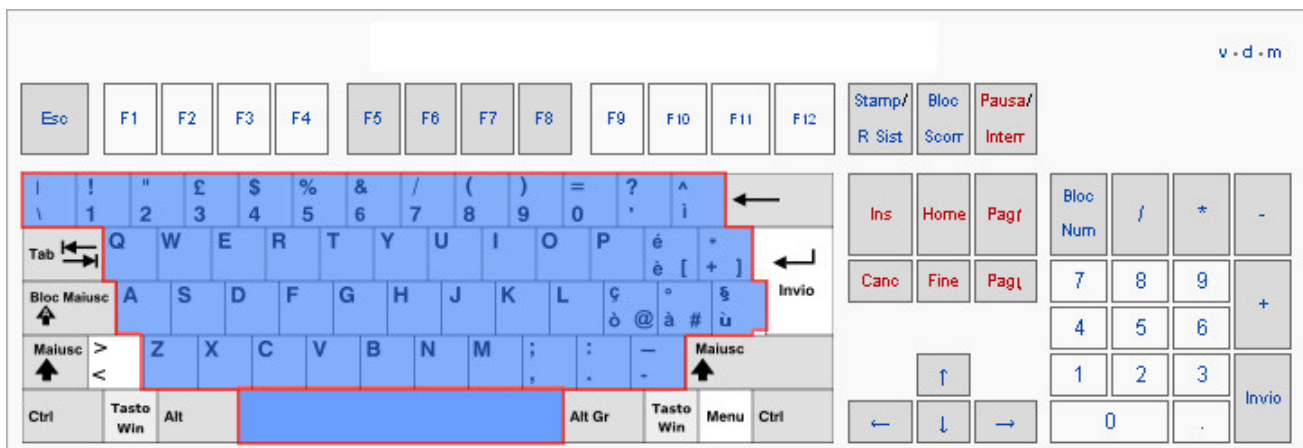 v · d · m
Esc F1 F2 F3 F4 F5 F6 F7 F8 F9 F10 F11 F12 Stamp/ Bloc Pausa/
R Sist Scorr Interr
| ! " £ $ % & / ( ) = ? ^
\ 1 2 3 4 5 6 7 8 9 0 ' ì ←
Ins Home Pag↑ Bloc Num / * -
Tab Q W E R T Y U I O P é * Invio
è [ + ]
Canc Fine Pag↓ 7 8 9 +
Bloc Maiusc A S D F G H J K L ç ° §
ò @ à # ù
4 5 6
Maiusc > Z X C V B N M ; : — Maiusc
< , . -
↑ 1 2 3 Invio
Ctrl Tasto Win Alt Alt Gr Tasto Win Menu Ctrl
← ↓ → 0 .